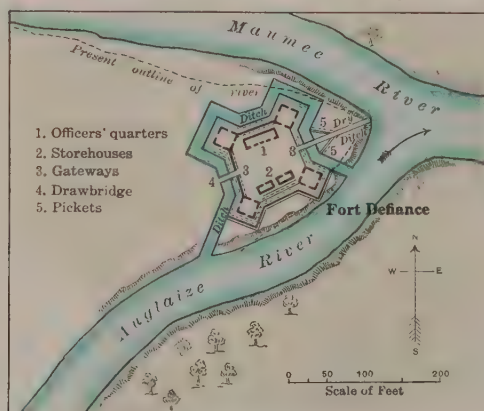 Maumee River
Present outline of river
Ditch
5 Dry
Ditch
5
1
3
1. Officers' quarters
2. Storehouses
3. Gateways
4. Drawbridge
5. Pickets
4
3
2
Fort Defiance
Ditch
Auglaize River
N
W E
S
0 50 100 200
Scale of Feet